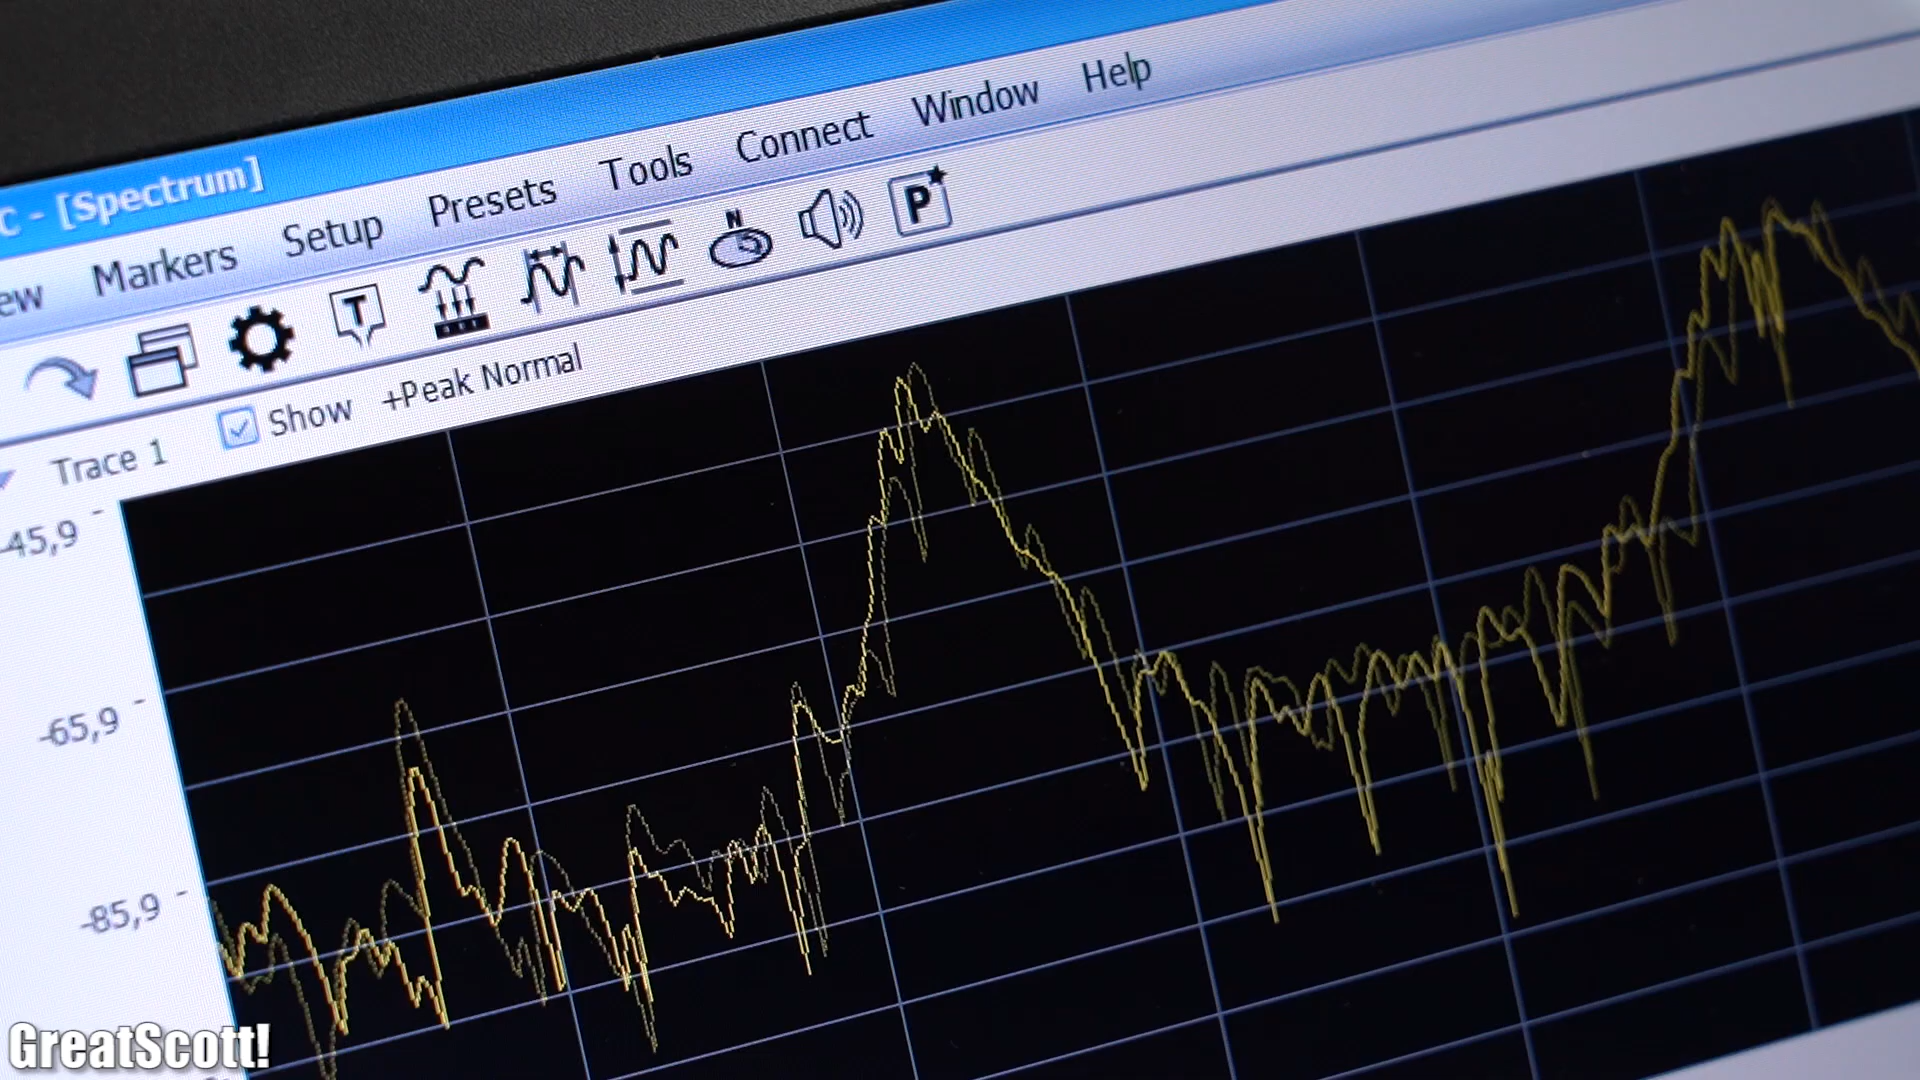 C - [Spectrum]
ew Markers Setup Presets Tools Connect Window Help
T N P
Trace 1 Show +Peak Normal
-45,9
-65,9
-85,9
GreatScott!